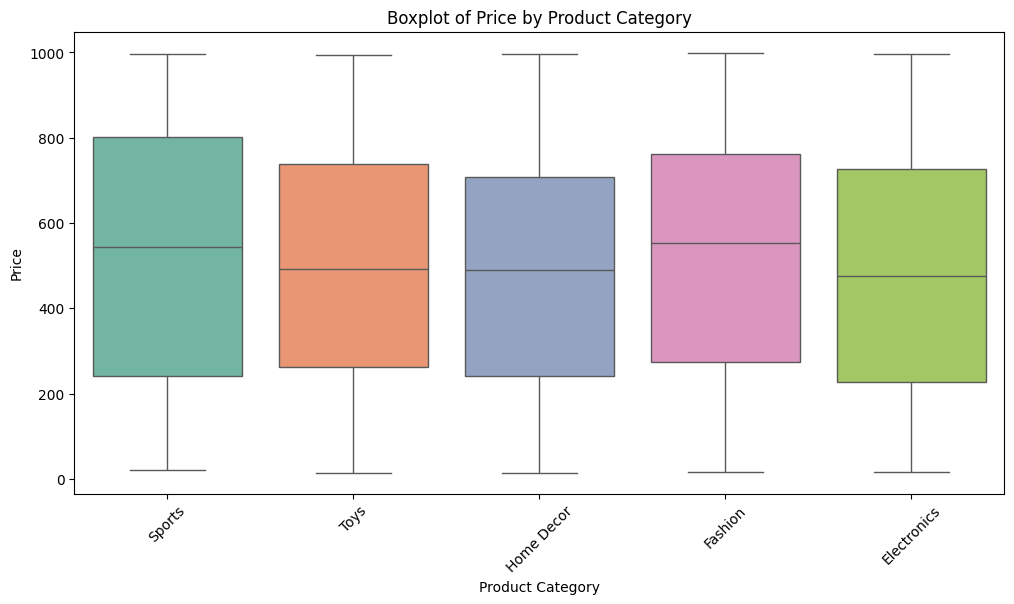 Boxplot of Price by Product Category
1000
800
600
400
200
0
Price
Sports
Toys
Home Decor
Fashion
Electronics
Product Category